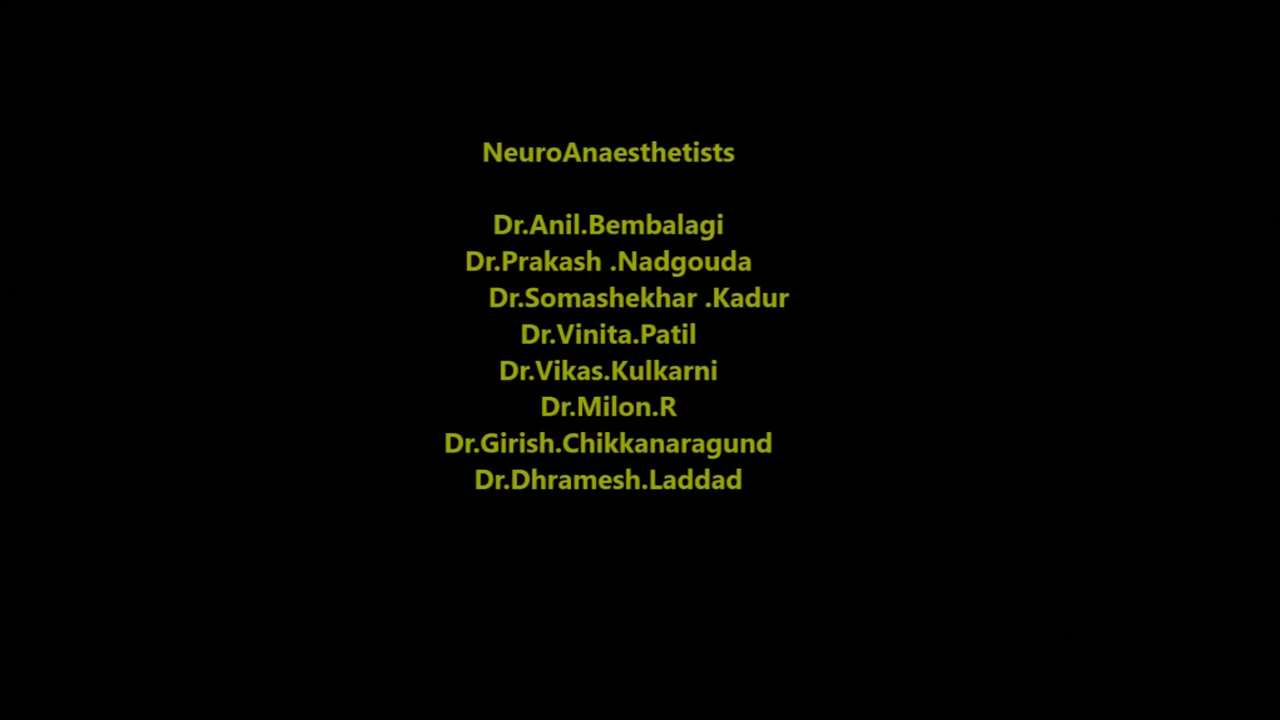 NeuroAnaesthetists
Dr.Anil.Bembalagi
Dr.Prakash .Nadgouda
Dr.Somashekhar .Kadur
Dr.Vinita.Patil
Dr.Vikas.Kulkarni
Dr.Milon.R
Dr.Girish.Chikkanaragund
Dr.Dhramesh.Laddad